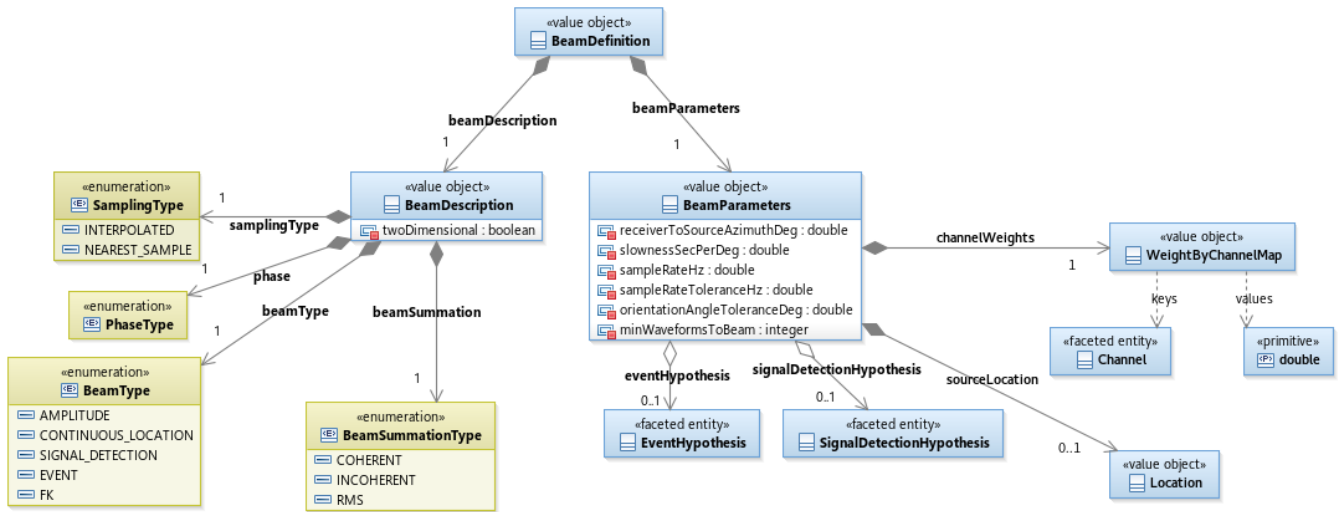 «value object»
BeamDefinition
beamDescription
beamParameters
1
1
«enumeration»
SamplingType
INTERPOLATED
NEAREST_SAMPLE
1
samplingType
«value object»
BeamDescription
twoDimensional : boolean
«value object»
BeamParameters
receiverToSourceAzimuthDeg : double
slownessSecPerDeg : double
sampleRateHz : double
sampleRateToleranceHz : double
orientationAngleToleranceDeg : double
minWaveformsToBeam : integer
channelWeights
1
«value object»
WeightByChannelMap
keys
values
«faceted entity»
Channel
«primitive»
double
1
phase
«enumeration»
PhaseType
beamType
1
beamSummation
1
«enumeration»
BeamType
AMPLITUDE
CONTINUOUS_LOCATION
SIGNAL_DETECTION
EVENT
FK
«enumeration»
BeamSummationType
COHERENT
INCOHERENT
RMS
eventHypothesis
0..1
signalDetectionHypothesis
0..1
sourceLocation
0..1
«faceted entity»
EventHypothesis
«faceted entity»
SignalDetectionHypothesis
«value object»
Location